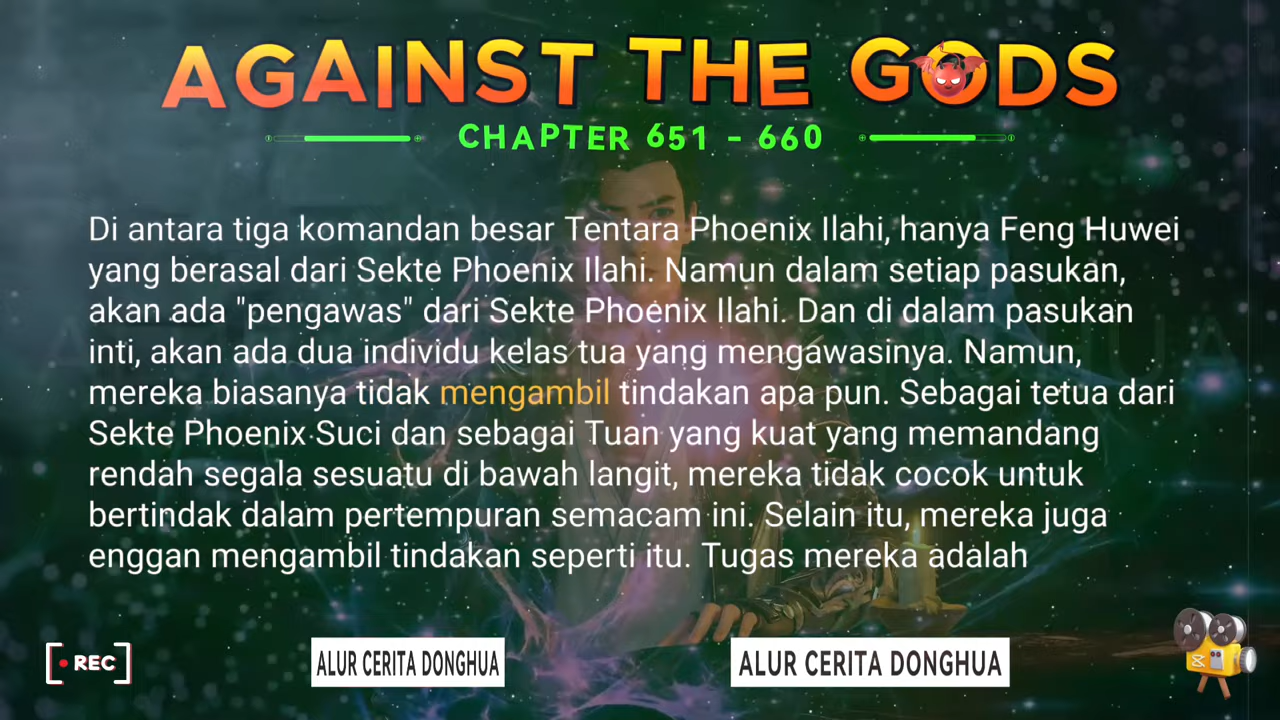 AGAINST THE GODS
CHAPTER 651 - 660
Di antara tiga komandan besar Tentara Phoenix Ilahi, hanya Feng Huwei
yang berasal dari Sekte Phoenix Ilahi. Namun dalam setiap pasukan,
akan ada "pengawas" dari Sekte Phoenix Ilahi. Dan di dalam pasukan
inti, akan ada dua individu kelas tua yang mengawasinya. Namun,
mereka biasanya tidak mengambil tindakan apa pun. Sebagai tetua dari
Sekte Phoenix Suci dan sebagai Tuan yang kuat yang memandang
rendah segala sesuatu di bawah langit, mereka tidak cocok untuk
bertindak dalam pertempuran semacam ini. Selain itu, mereka juga
enggan mengambil tindakan seperti itu. Tugas mereka adalah
REC
ALUR CERITA DONGHUA
ALUR CERITA DONGHUA